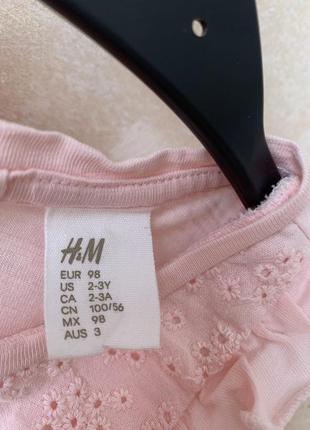 H&M
EUR 98
US 2-3Y
CA 2-3A
CN 100/56
MX 98
AUS 3